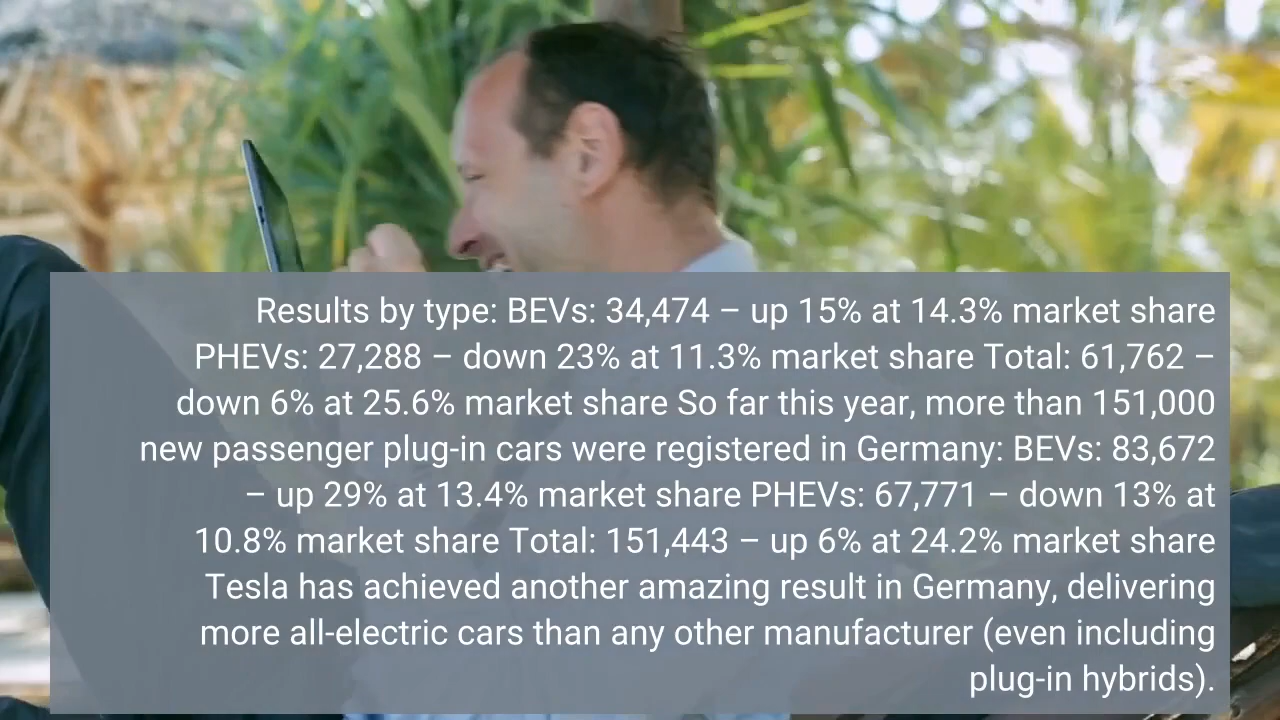 Results by type: BEVs: 34,474 – up 15% at 14.3% market share
PHEVs: 27,288 – down 23% at 11.3% market share Total: 61,762 –
down 6% at 25.6% market share So far this year, more than 151,000
new passenger plug-in cars were registered in Germany: BEVs: 83,672
– up 29% at 13.4% market share PHEVs: 67,771 – down 13% at
10.8% market share Total: 151,443 – up 6% at 24.2% market share
Tesla has achieved another amazing result in Germany, delivering
more all-electric cars than any other manufacturer (even including
plug-in hybrids).